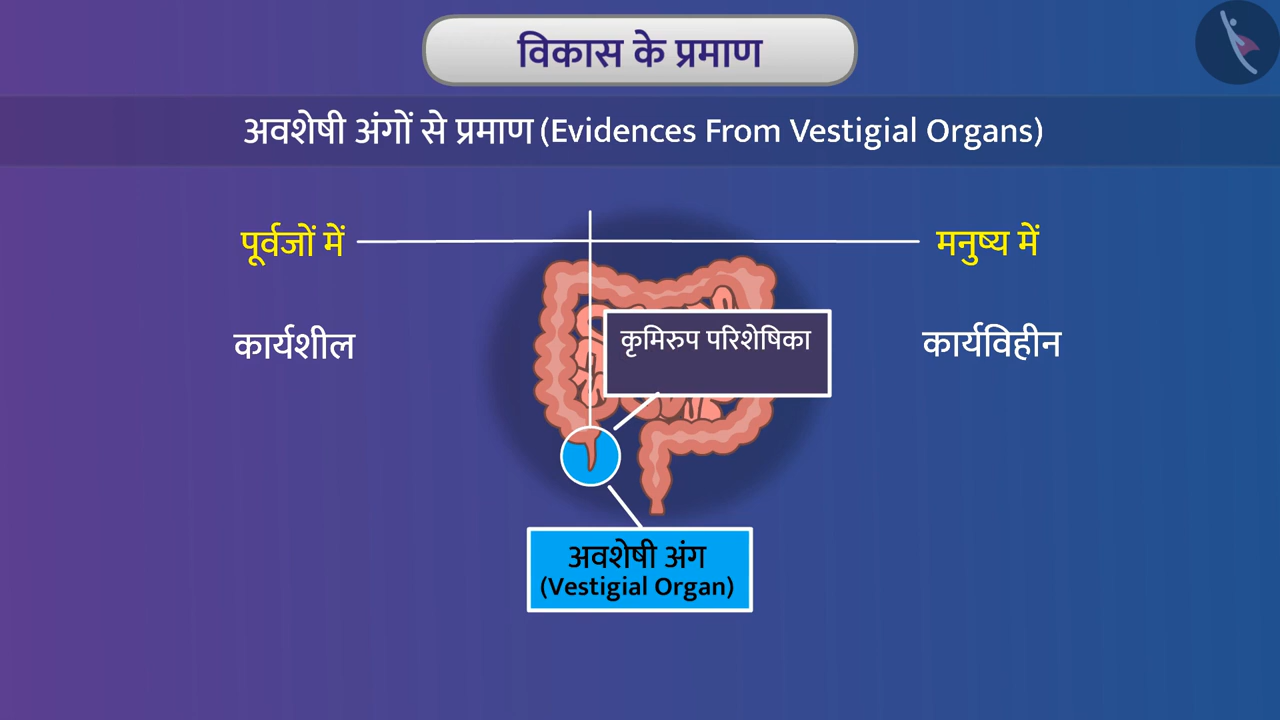 विकास के प्रमाण
अवशेषी अंगों से प्रमाण (Evidences From Vestigial Organs)
पूर्वजों में
मनुष्य में
कार्यशील
कृमिरुप परिशेषिका
कार्यविहीन
अवशेषी अंग
(Vestigial Organ)